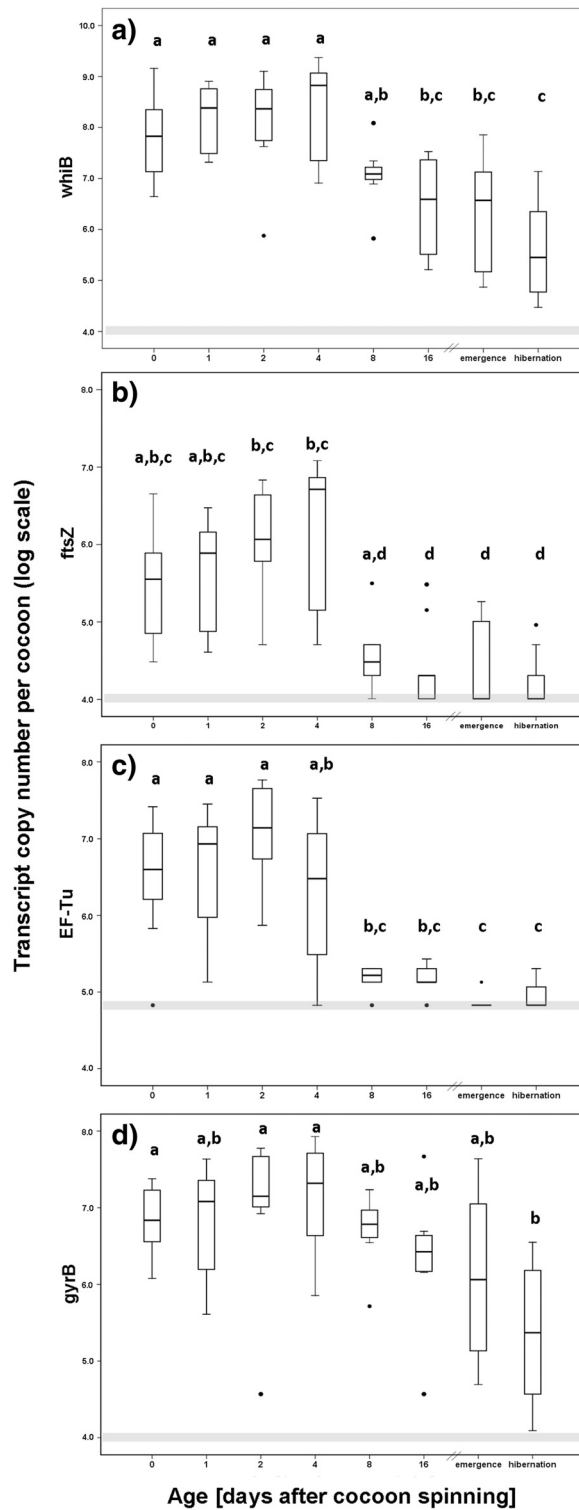 Transcript copy number per cocoon (log scale)
a)
whiB
10.0
9.0
8.0
7.0
6.0
5.0
4.0
a a a a a,b b,c b,c c
0 1 2 4 8 16 emergence hibernation
b)
ftsZ
8.0
7.0
6.0
5.0
4.0
a,b,c a,b,c b,c b,c a,d d d d
0 1 2 4 8 16 emergence hibernation
c)
EF-Tu
8.0
7.0
6.0
5.0
4.0
a a a a,b b,c b,c c c
0 1 2 4 8 16 emergence hibernation
d)
gyrB
8.0
7.0
6.0
5.0
4.0
a a,b a a a,b a,b a,b b
0 1 2 4 8 16 emergence hibernation
Age [days after cocoon spinning]